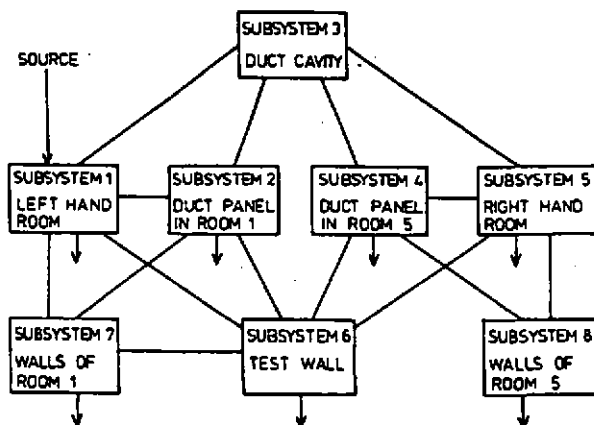 SUBSYSTEM 3
DUCT CAVITY
SOURCE
SUBSYSTEM 1
LEFT HAND
ROOM
SUBSYSTEM 2
DUCT PANEL
IN ROOM 1
SUBSYSTEM 4
DUCT PANEL
IN ROOM 5
SUBSYSTEM 5
RIGHT HAND
ROOM
SUBSYSTEM 7
WALLS OF
ROOM 1
SUBSYSTEM 6
TEST WALL
SUBSYSTEM 8
WALLS OF
ROOM 5